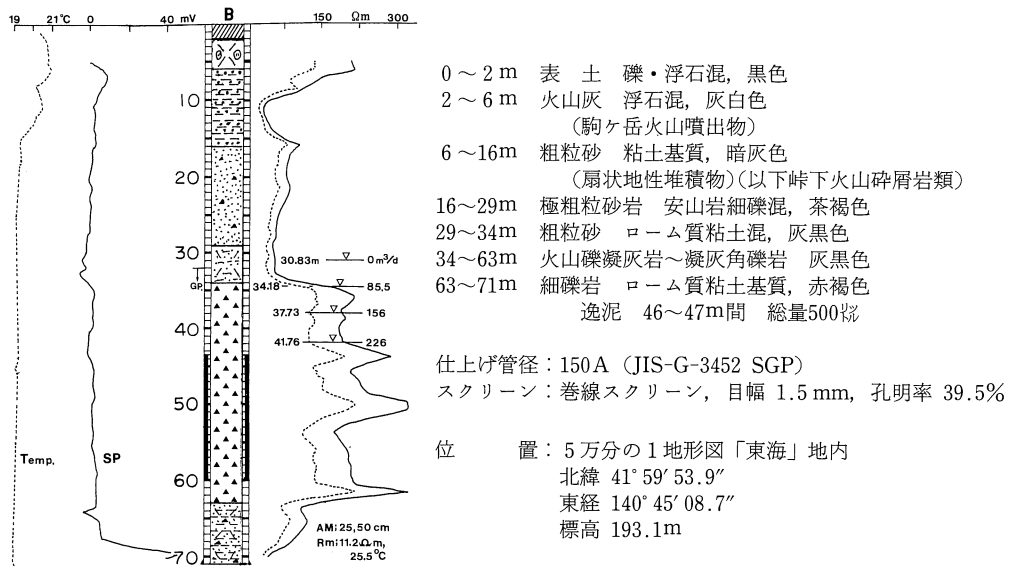 19 21°C 0 40 mV B 150 Ωm 300
10
20
30
40
50
60
70
30.83m 0 m³/d
GP.
34.18 85,5
37.73 156
41.76 226
Temp. SP
AM;25,50 cm
Rm;11.2Ωm,
25.5°C
0～2m 表 土 礫・浮石混，黒色
2～6m 火山灰 浮石混，灰白色
（駒ケ岳火山噴出物）
6～16m 粗粒砂 粘土基質，暗灰色
（扇状地性堆積物）（以下峠下火山砕屑岩類）
16～29m 極粗粒砂岩 安山岩細礫混，茶褐色
29～34m 粗粒砂 ローム質粘土混，灰黒色
34～63m 火山礫凝灰岩～凝灰角礫岩 灰黒色
63～71m 細礫岩 ローム質粘土基質，赤褐色
逸泥 46～47m間 総量500㍑
仕上げ管径：150A（JIS-G-3452 SGP）
スクリーン：巻線スクリーン，目幅 1.5mm，孔明率 39.5%
位 置：5万分の1地形図「東海」地内
北緯 41°59′53.9″
東経 140°45′08.7″
標高 193.1m